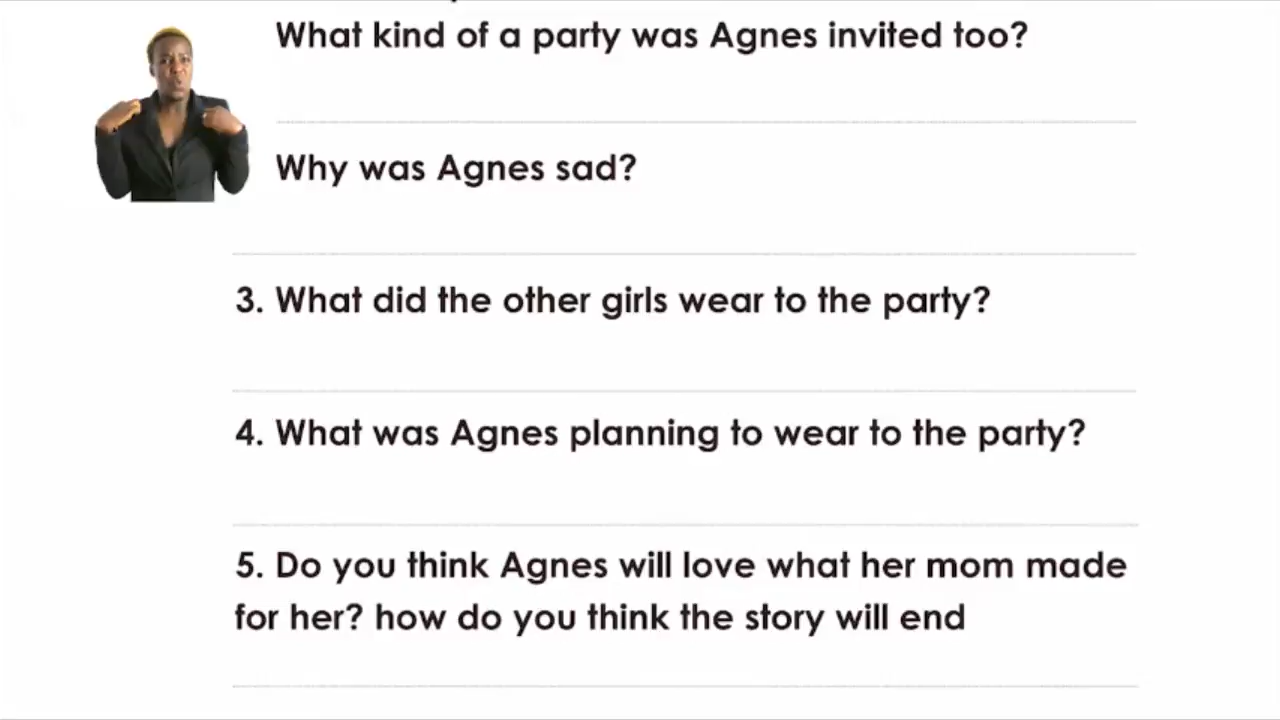 What kind of a party was Agnes invited too?
Why was Agnes sad?
3. What did the other girls wear to the party?
4. What was Agnes planning to wear to the party?
5. Do you think Agnes will love what her mom made
for her? how do you think the story will end